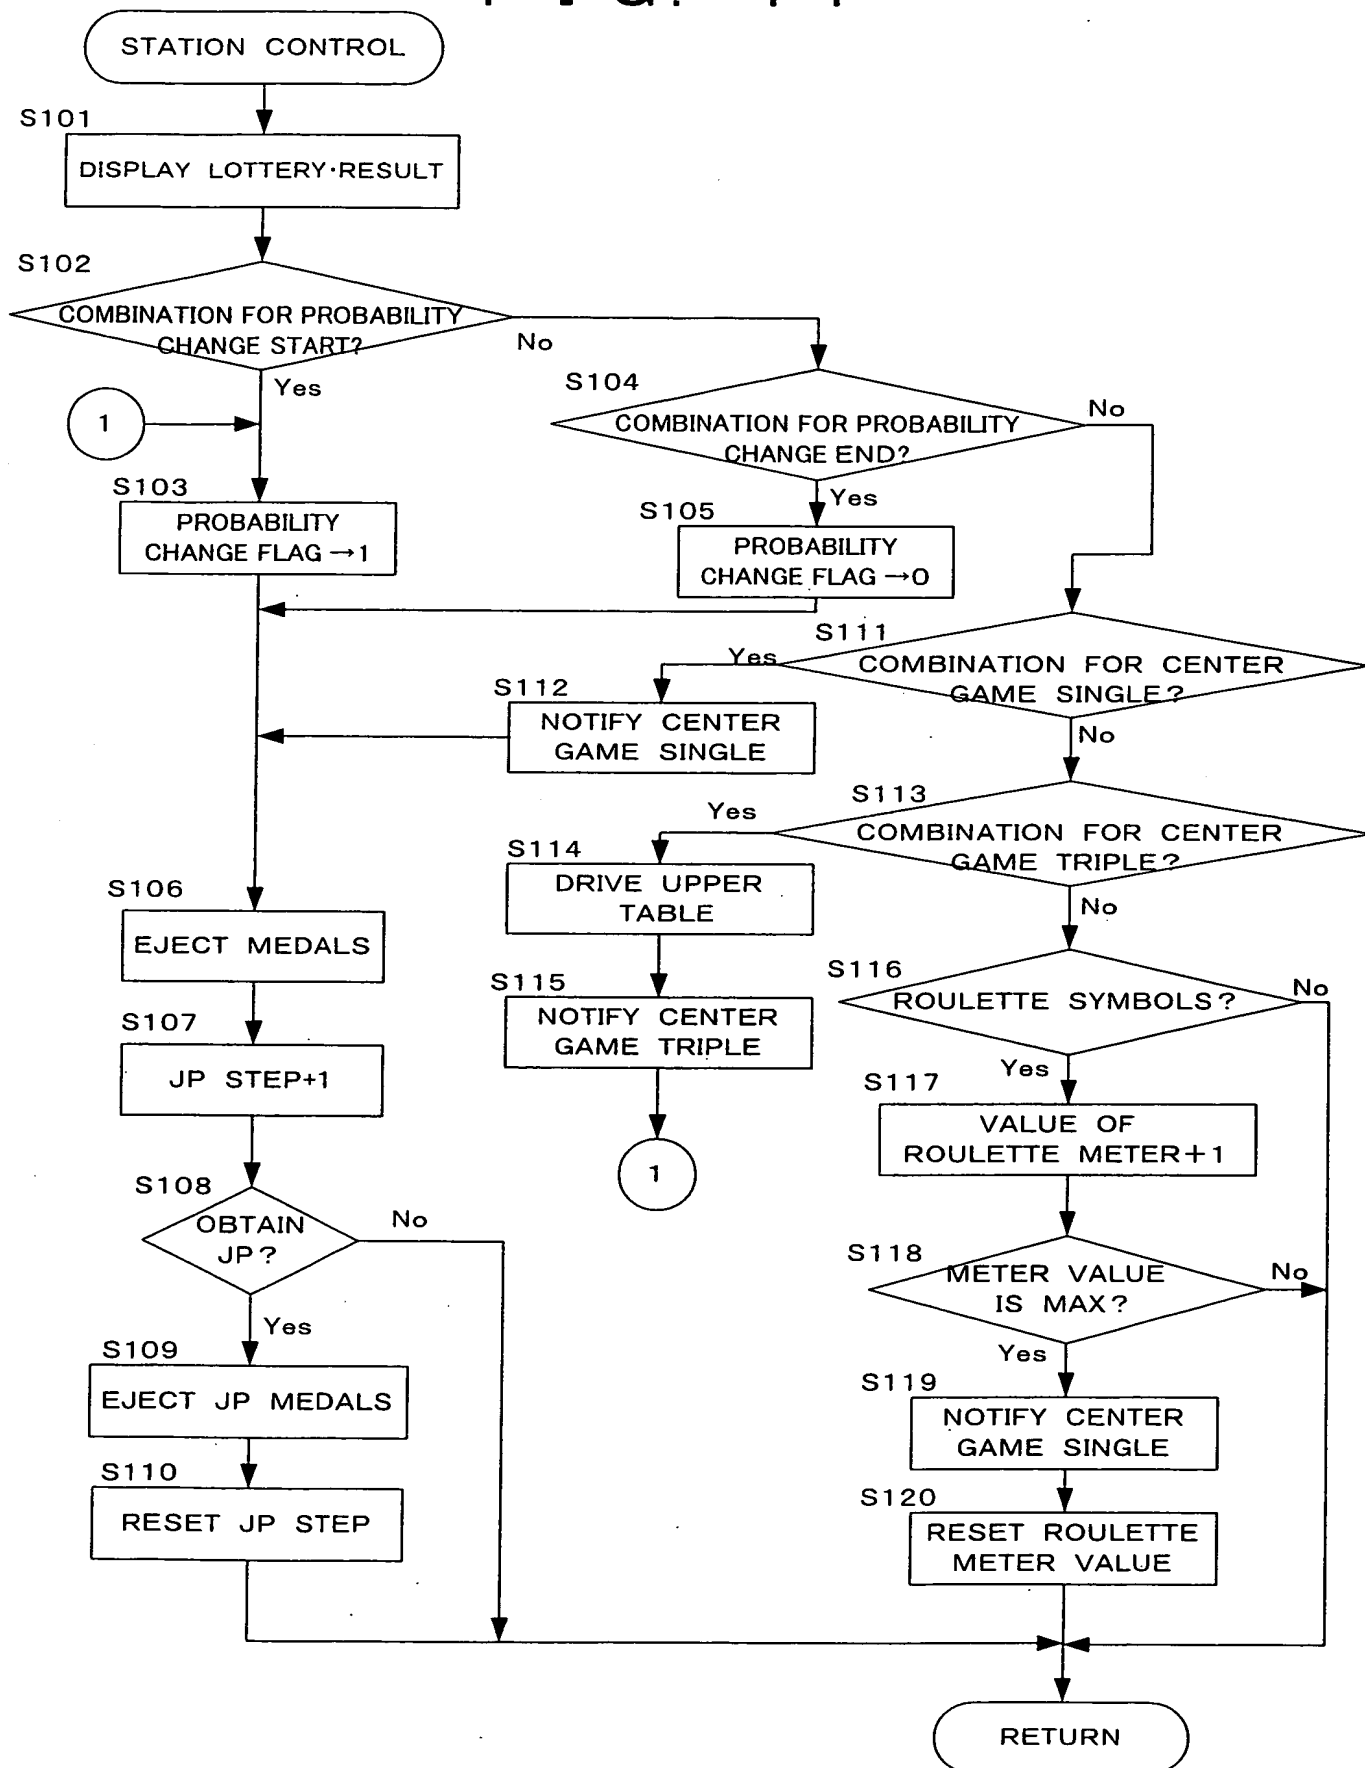 STATION CONTROL
S101
DISPLAY LOTTERY·RESULT
S102
COMBINATION FOR PROBABILITY
CHANGE START?
No
Yes
1
S103
PROBABILITY
CHANGE FLAG →1
S104
COMBINATION FOR PROBABILITY
CHANGE END?
No
Yes
S105
PROBABILITY
CHANGE FLAG →0
S111
COMBINATION FOR CENTER
GAME SINGLE?
Yes
No
S112
NOTIFY CENTER
GAME SINGLE
S113
COMBINATION FOR CENTER
GAME TRIPLE?
Yes
No
S114
DRIVE UPPER
TABLE
S115
NOTIFY CENTER
GAME TRIPLE
1
S106
EJECT MEDALS
S107
JP STEP+1
S108
OBTAIN
JP?
No
Yes
S109
EJECT JP MEDALS
S110
RESET JP STEP
S116
ROULETTE SYMBOLS?
No
Yes
S117
VALUE OF
ROULETTE METER+1
S118
METER VALUE
IS MAX?
No
Yes
S119
NOTIFY CENTER
GAME SINGLE
S120
RESET ROULETTE
METER VALUE
RETURN